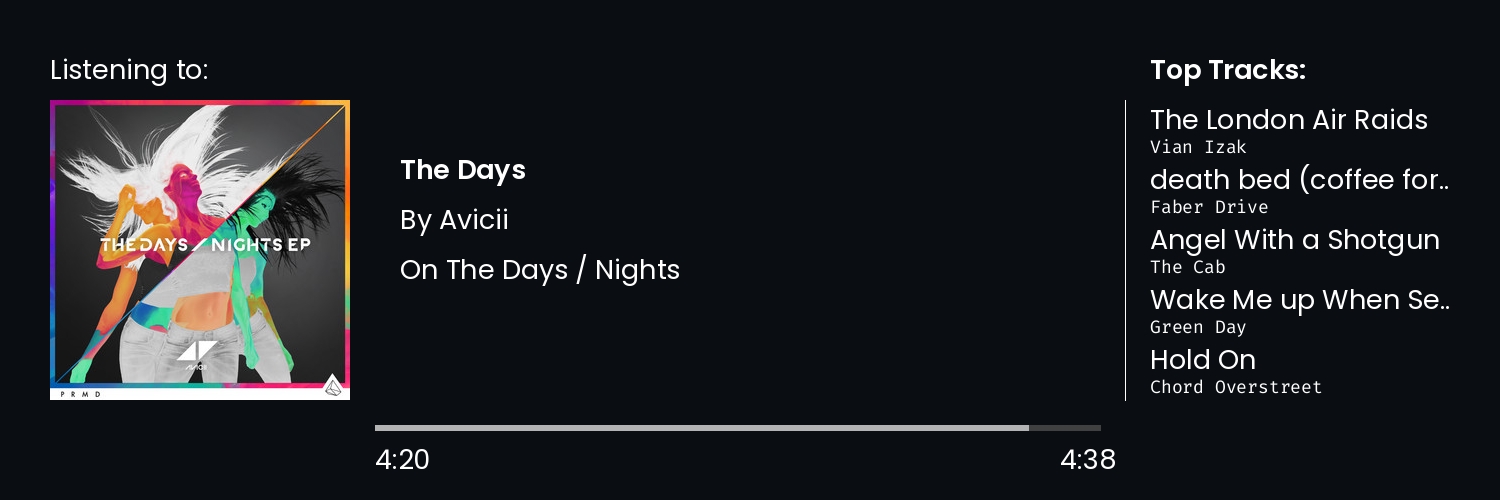 Listening to:
THE DAYS / NIGHTS EP
AVICII
PRMD
The Days
By Avicii
On The Days / Nights
4:20
4:38
Top Tracks:
The London Air Raids
Vian Izak
death bed (coffee for..
Faber Drive
Angel With a Shotgun
The Cab
Wake Me up When Se..
Green Day
Hold On
Chord Overstreet